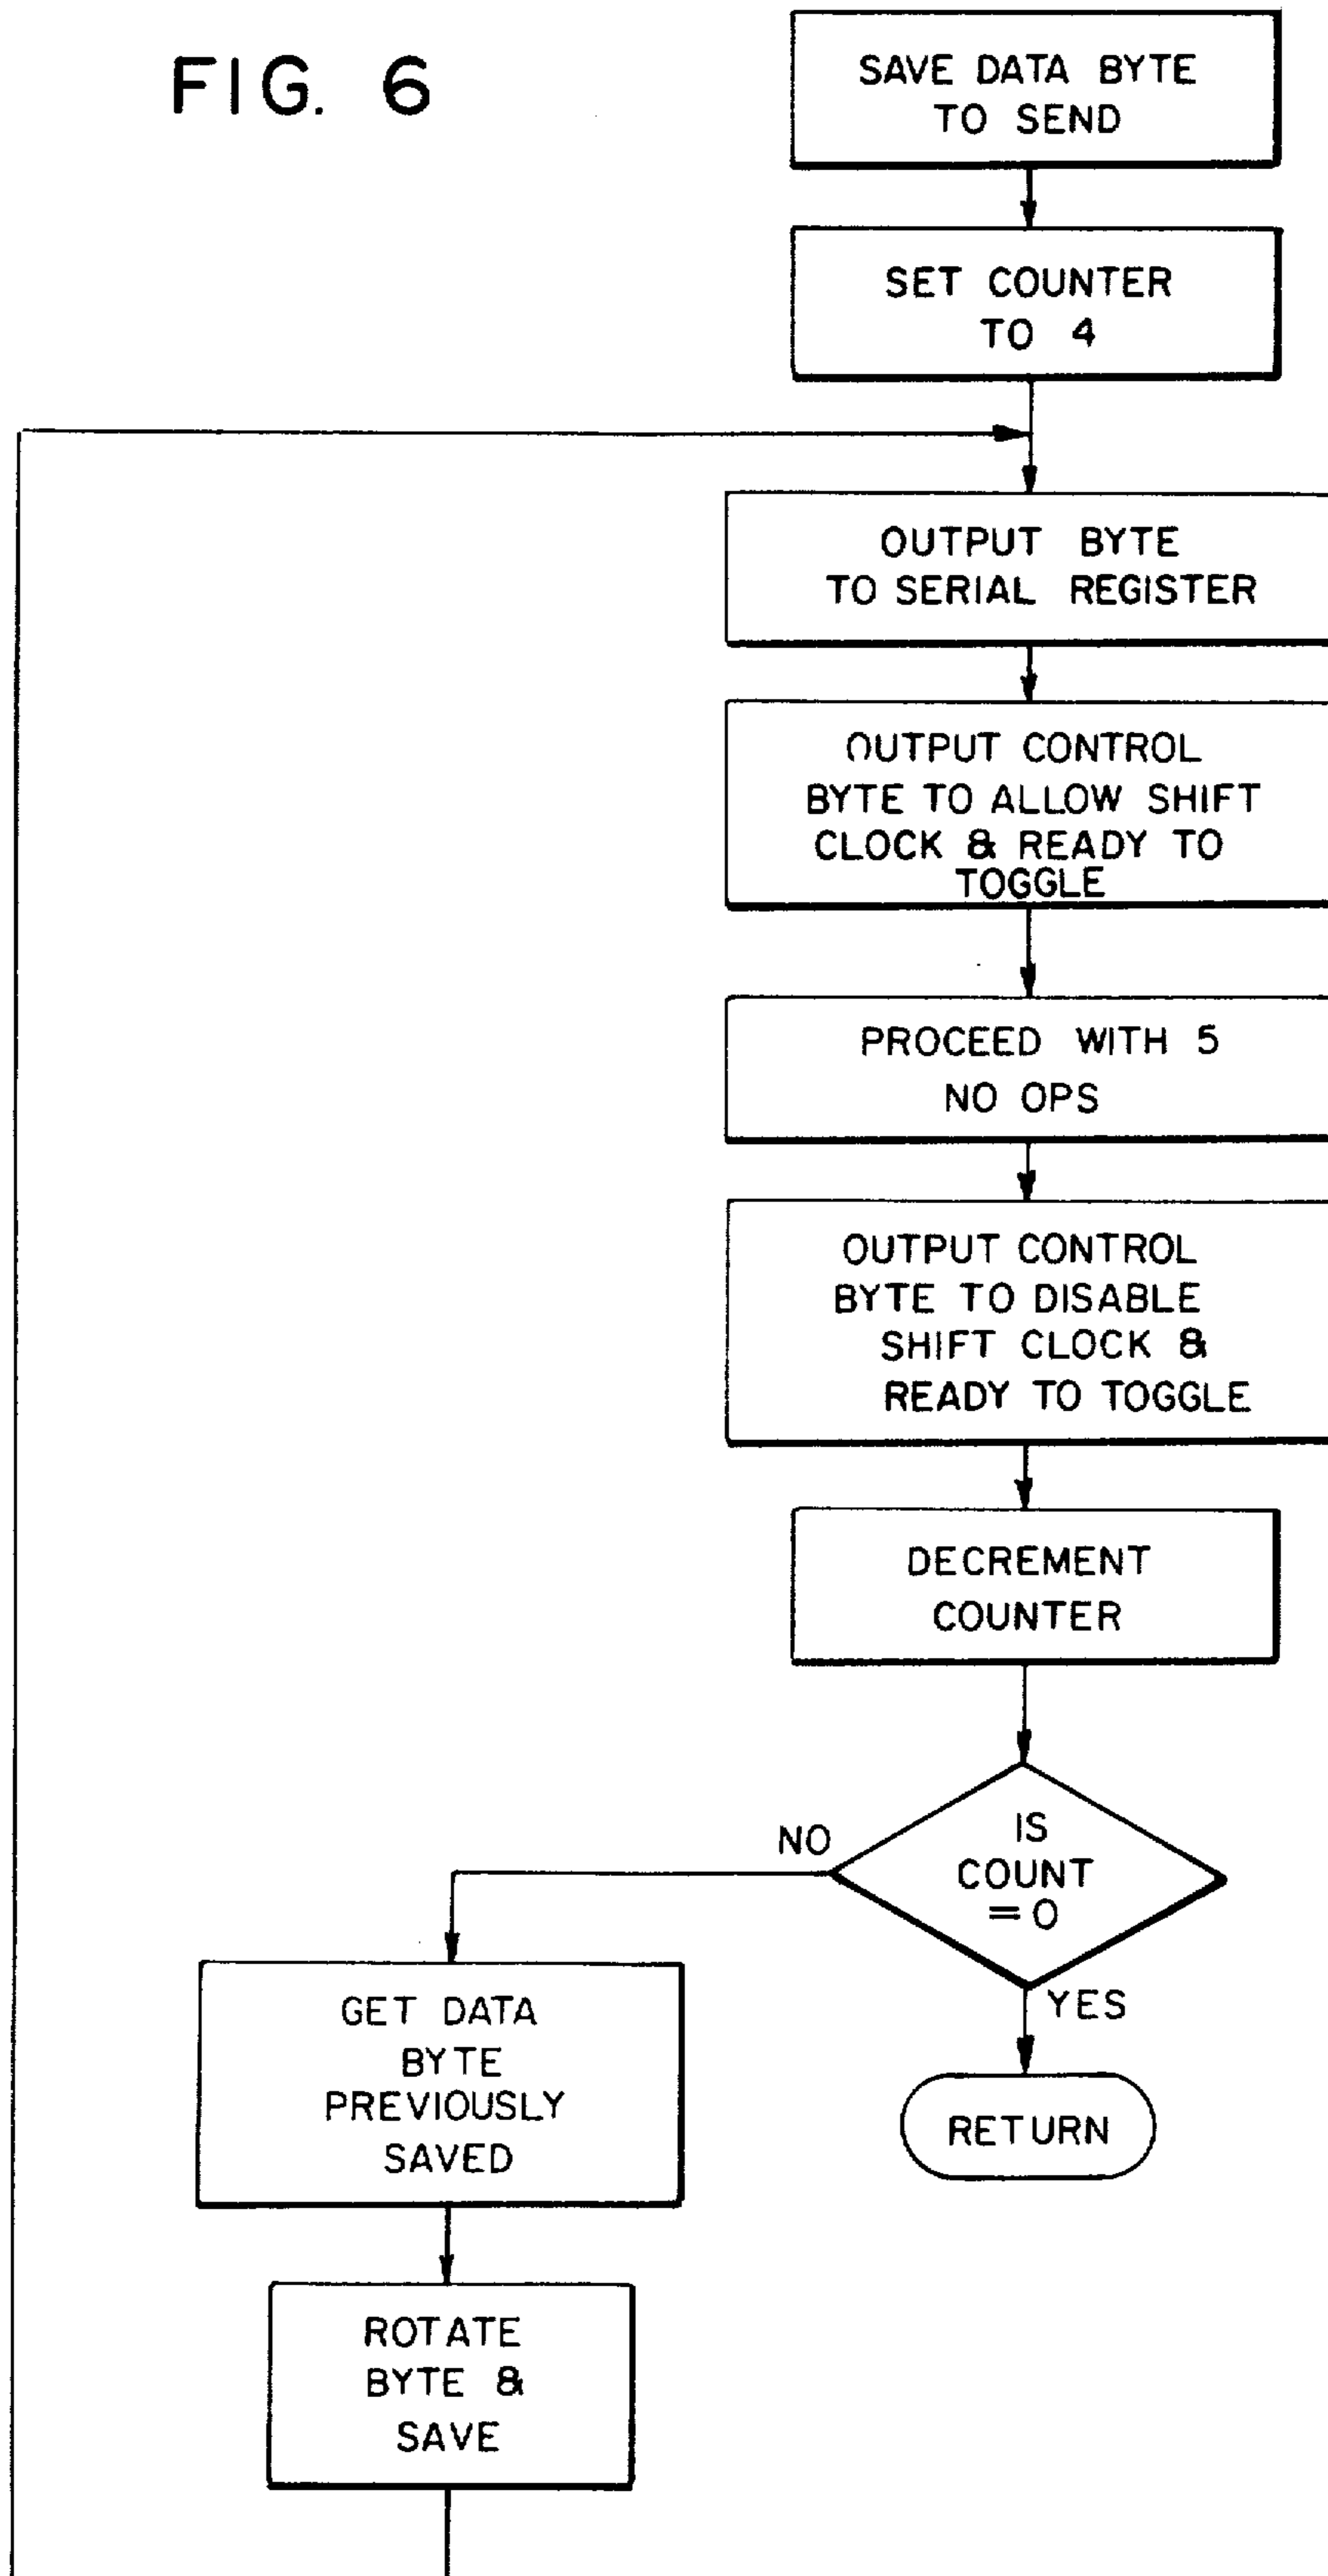 FIG. 6
SAVE DATA BYTE
TO SEND
SET COUNTER
TO 4
OUTPUT BYTE
TO SERIAL REGISTER
OUTPUT CONTROL
BYTE TO ALLOW SHIFT
CLOCK & READY TO
TOGGLE
PROCEED WITH 5
NO OPS
OUTPUT CONTROL
BYTE TO DISABLE
SHIFT CLOCK &
READY TO TOGGLE
DECREMENT
COUNTER
IS
COUNT
=0
NO
YES
RETURN
GET DATA
BYTE
PREVIOUSLY
SAVED
ROTATE
BYTE &
SAVE